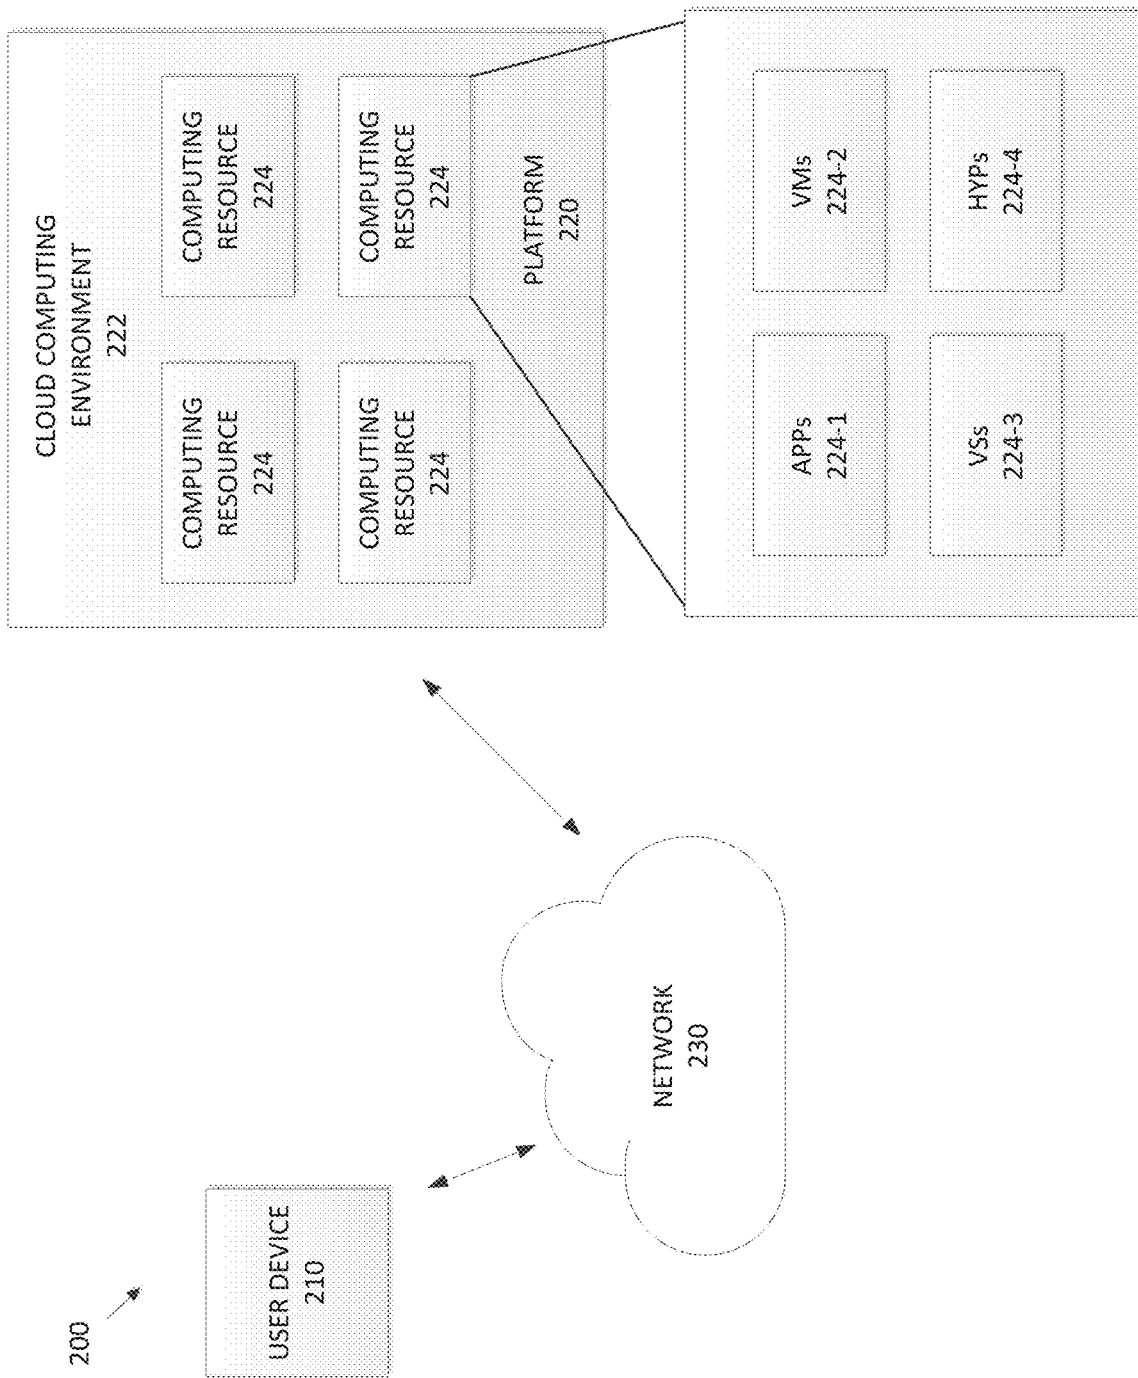 200
USER DEVICE
210
NETWORK
230
CLOUD COMPUTING
ENVIRONMENT
222
COMPUTING
RESOURCE
224
COMPUTING
RESOURCE
224
COMPUTING
RESOURCE
224
COMPUTING
RESOURCE
224
PLATFORM
220
APPs
224-1
VMs
224-2
VSs
224-3
HYPs
224-4